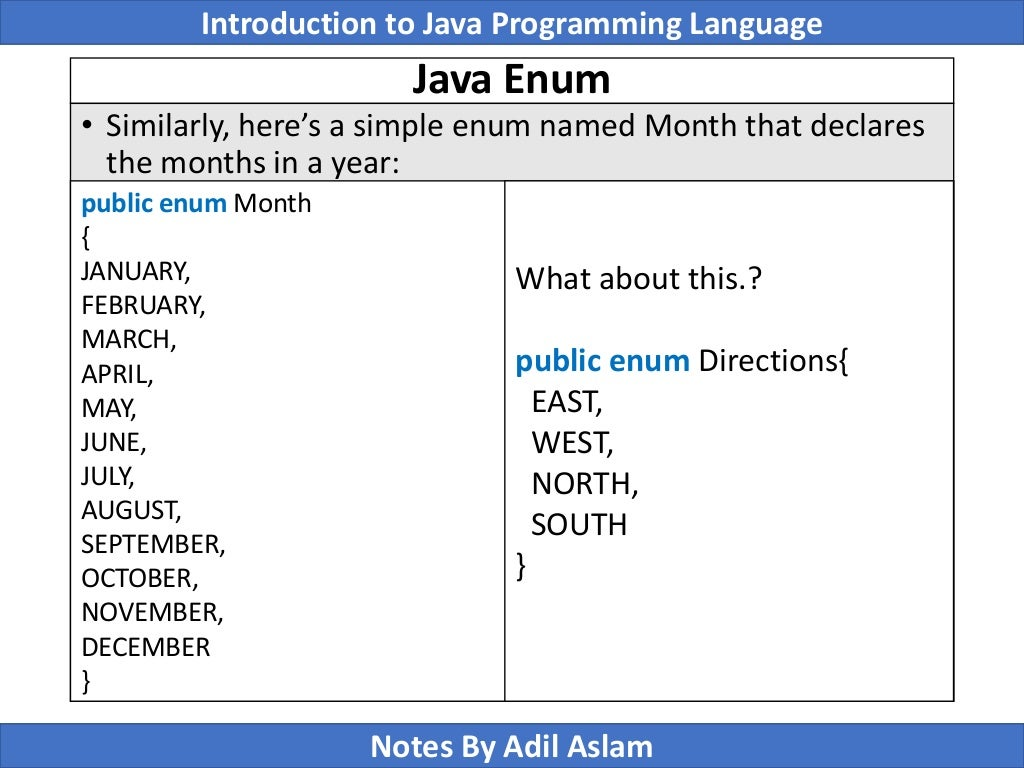 Introduction to Java Programming Language
Java Enum
• Similarly, here’s a simple enum named Month that declares
the months in a year:
public enum Month
{
JANUARY,
FEBRUARY,
MARCH,
APRIL,
MAY,
JUNE,
JULY,
AUGUST,
SEPTEMBER,
OCTOBER,
NOVEMBER,
DECEMBER
}
What about this.?
public enum Directions{
EAST,
WEST,
NORTH,
SOUTH
}
Notes By Adil Aslam